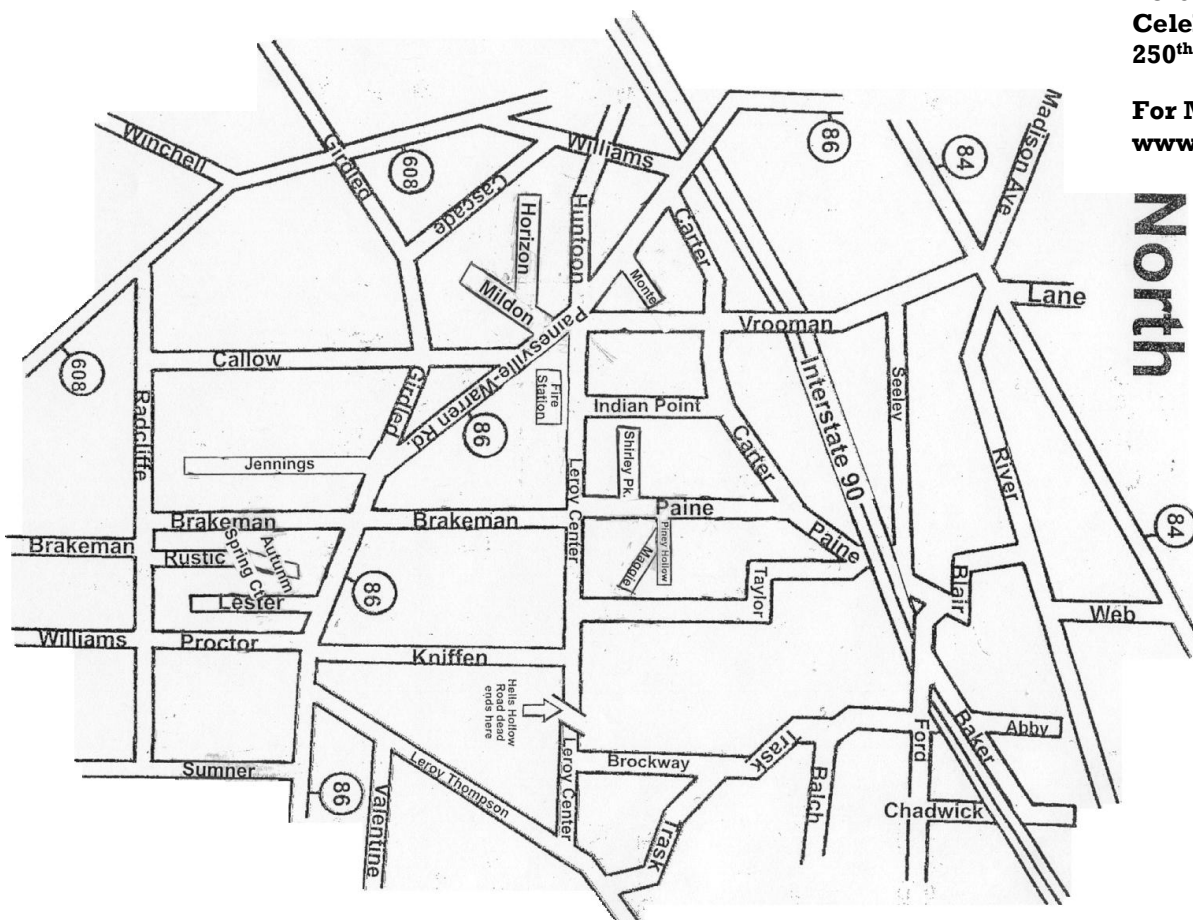 Celel
250th
For M
www
North
Madison Ave
84
86
Winchell
608
Girdled
Williams
Cascade
Horizon
Huntoon
Carter
Mildon
Monte
Lane
Vrooman
Painesville-Warren Rd.
Callow
608
Girdled
Fire
Station
Interstate 90
Seeley
Indian Point
Radcliffe
86
Shirley Pk.
Carter
River
Jennings
Leroy Center
Paine
84
Brakeman
Brakeman
Brakeman
Rustic
Autunm
Spring Ct.
Piney Hollow
Maggie
Paine
Taylor
Blair
Lester
86
Web
Williams
Proctor
Kniffen
Hells Hollow
Road dead
ends here
Leroy Center
Brockway
Trask
Ford
Baker
Abby
Sumner
86
Valentine
Leroy Thompson
Trask
Balch
Chadwick